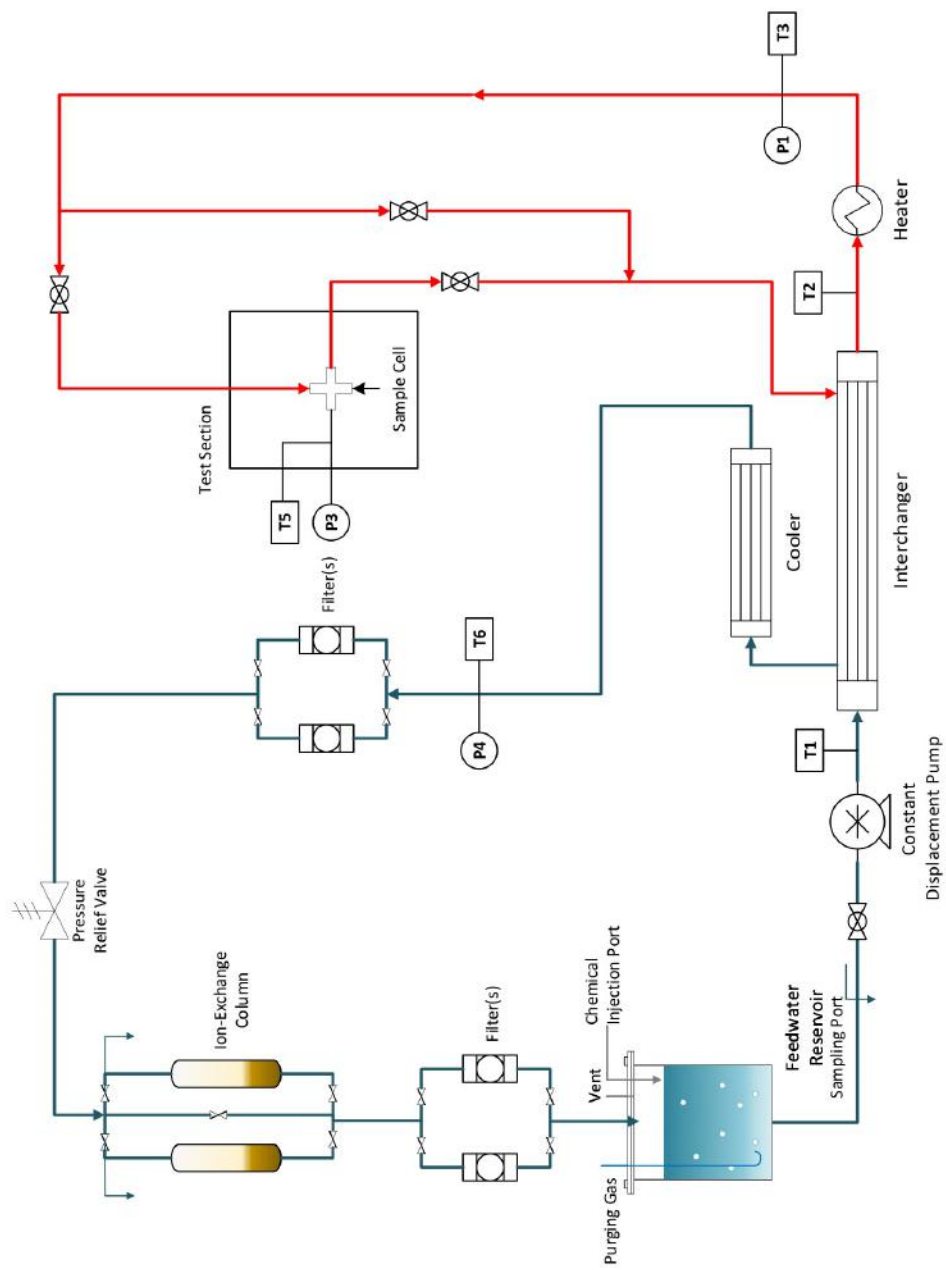 Pressure
Relief Valve
Ion-Exchange
Column
Filter(s)
Purging Gas
Vent
Chemical
Injection Port
Feedwater
Reservoir
Sampling Port
Constant
Displacement Pump
T1
Filter(s)
P4
T6
Test Section
T5
P3
Sample Cell
Cooler
Interchanger
T2
Heater
P1
T3